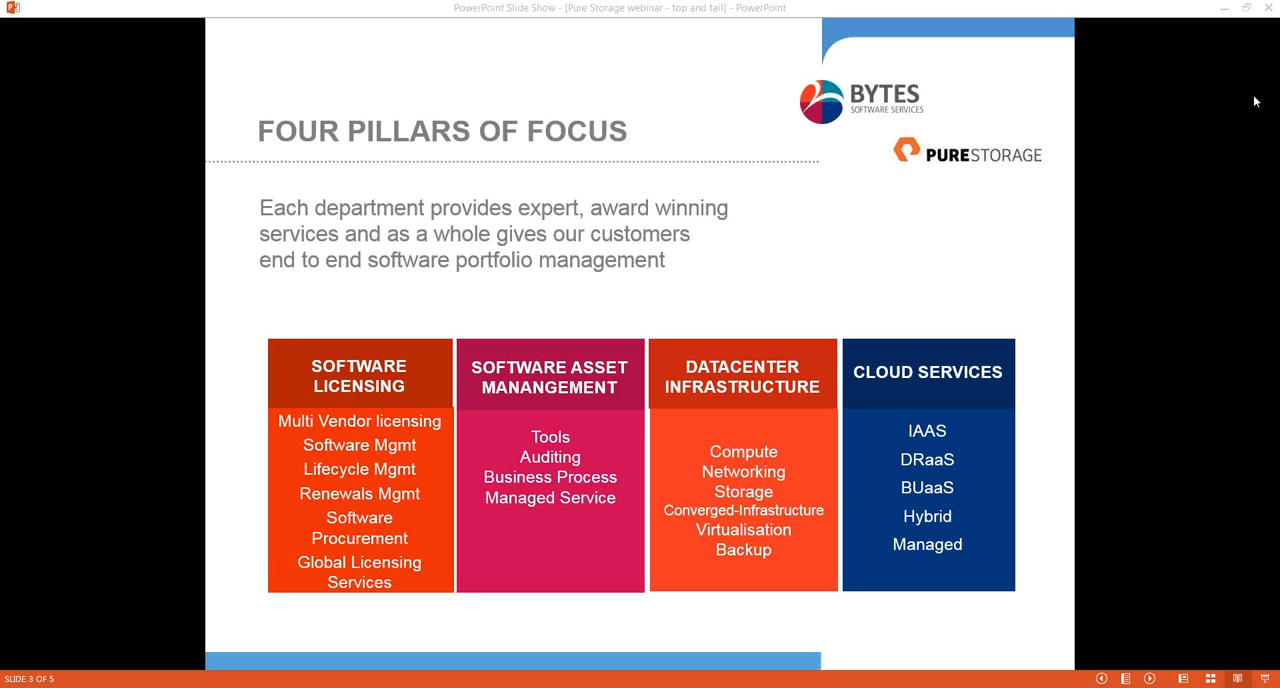 PowerPoint Slide Show - [Pure Storage webinar - top and tail] - PowerPoint
BYTES
SOFTWARE SERVICES
PURESTORAGE
FOUR PILLARS OF FOCUS
Each department provides expert, award winning
services and as a whole gives our customers
end to end software portfolio management
SOFTWARE
LICENSING
Multi Vendor licensing
Software Mgmt
Lifecycle Mgmt
Renewals Mgmt
Software
Procurement
Global Licensing
Services
SOFTWARE ASSET
MANANGEMENT
Tools
Auditing
Business Process
Managed Service
DATACENTER
INFRASTRUCTURE
Compute
Networking
Storage
Converged-Infrastructure
Virtualisation
Backup
CLOUD SERVICES
IAAS
DRaaS
BUaaS
Hybrid
Managed
SLIDE 3 OF 5